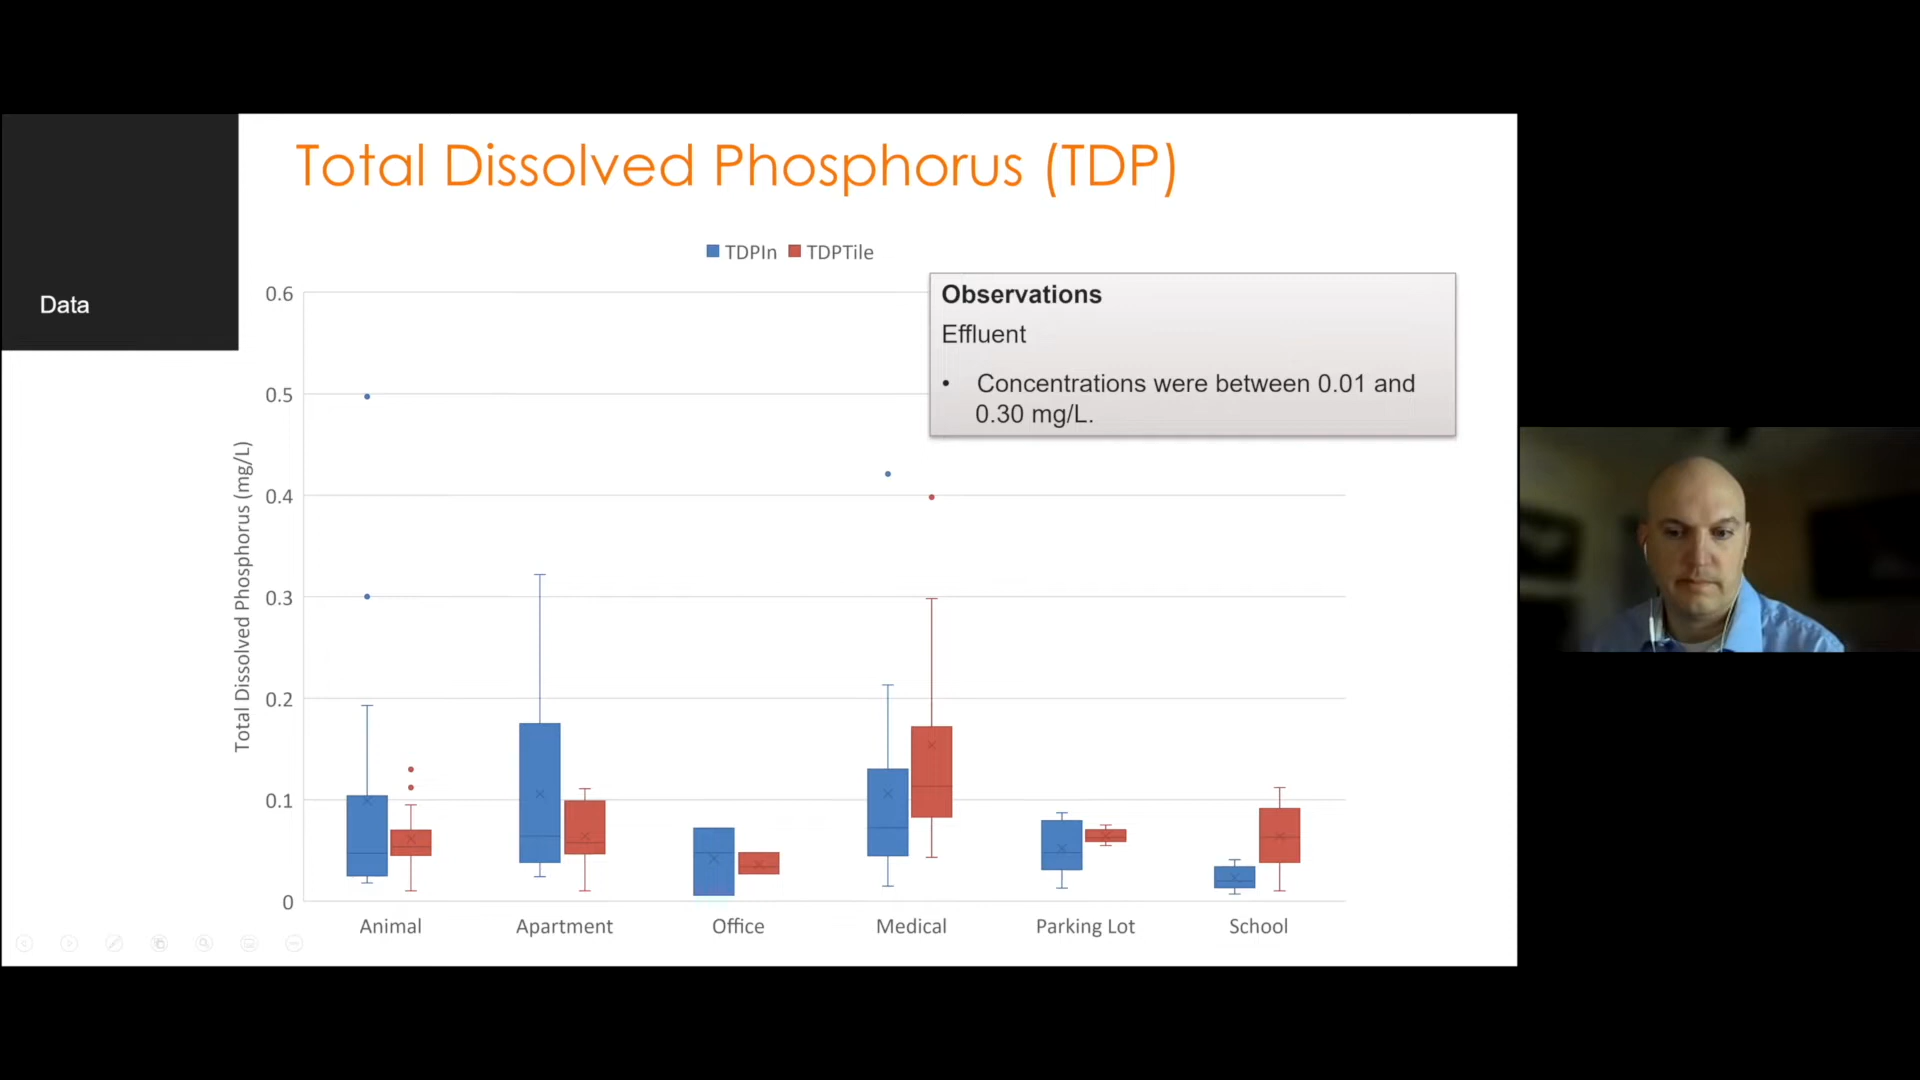 Total Dissolved Phosphorus (TDP)
Data
TDPIn TDPTile
Observations
Effluent
• Concentrations were between 0.01 and
0.30 mg/L.
Total Dissolved Phosphorus (mg/L)
0.6
0.5
0.4
0.3
0.2
0.1
0
Animal Apartment Office Medical Parking Lot School